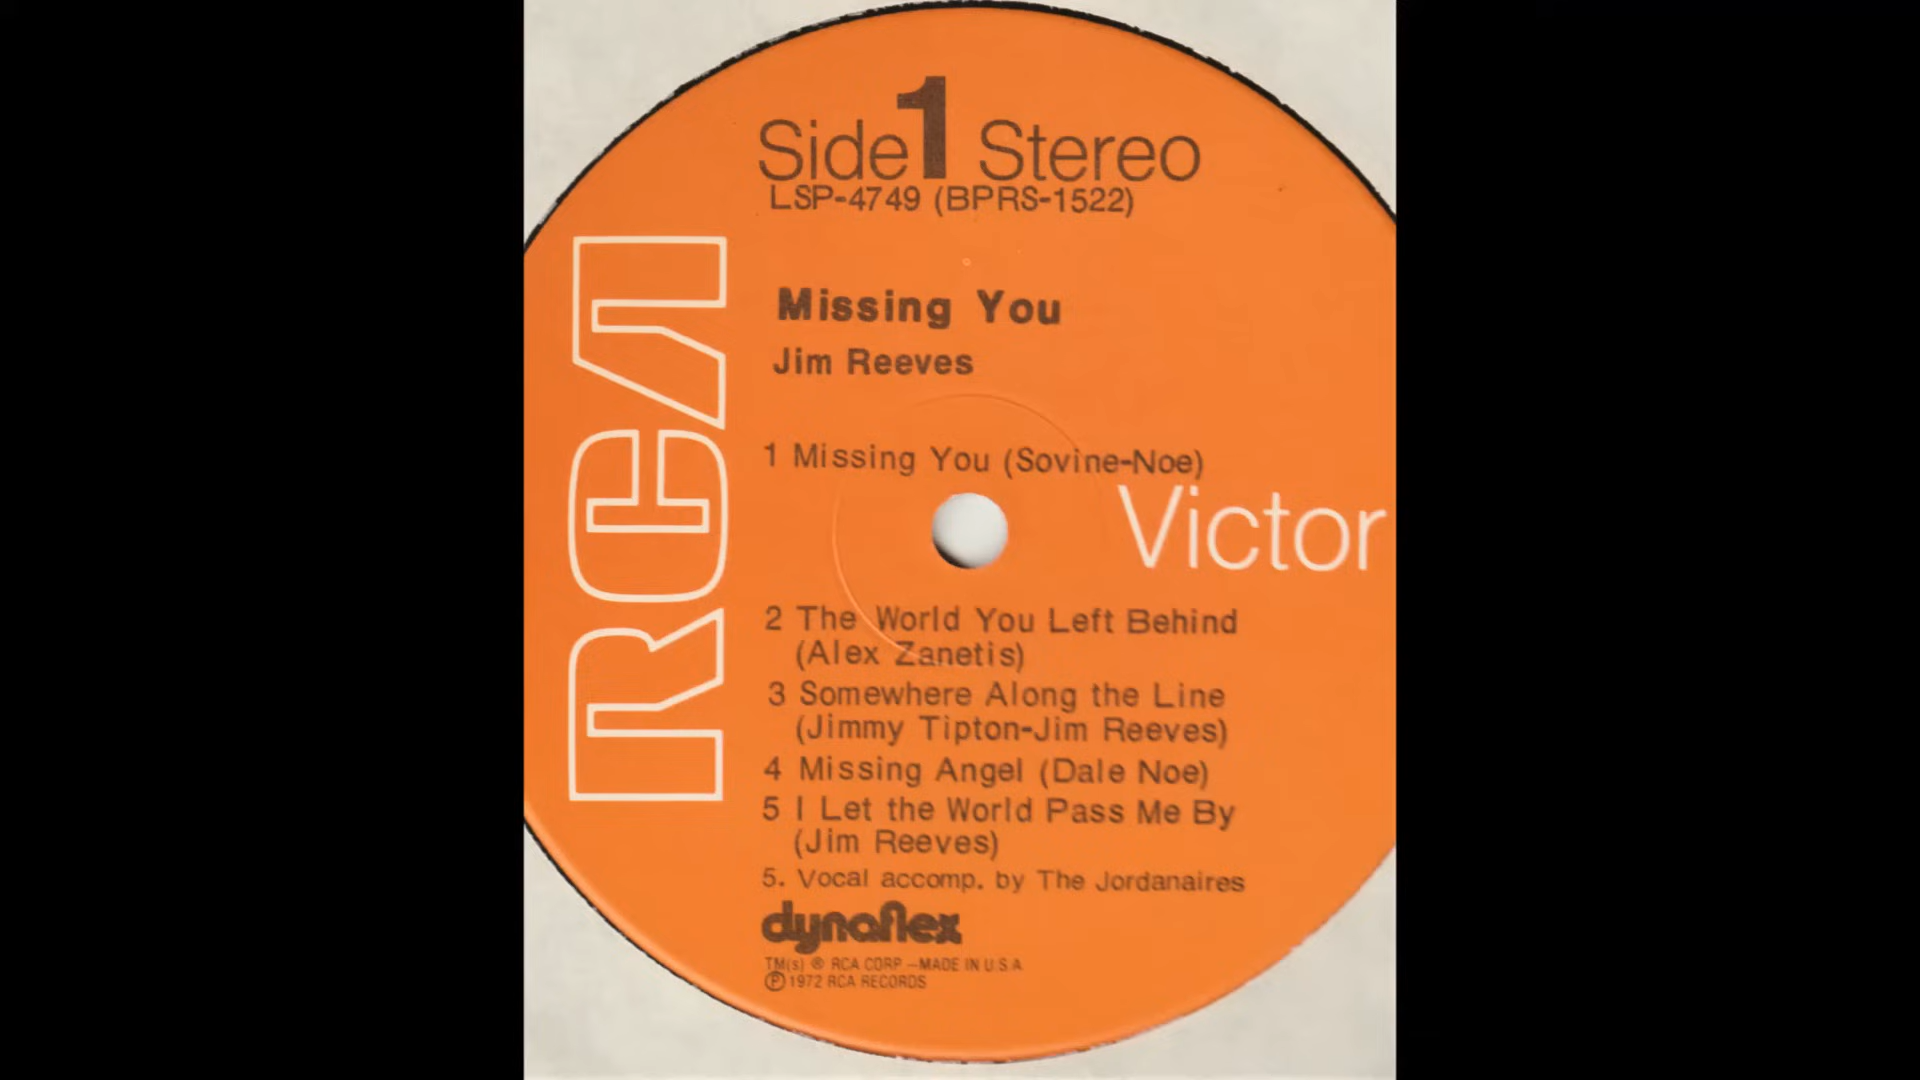 Side 1 Stereo
LSP-4749 (BPRS-1522)
RCA
Missing You
Jim Reeves
1 Missing You (Sovine-Noe)
Victor
2 The World You Left Behind
(Alex Zanetis)
3 Somewhere Along the Line
(Jimmy Tipton-Jim Reeves)
4 Missing Angel (Dale Noe)
5 I Let the World Pass Me By
(Jim Reeves)
5. Vocal accomp. by The Jordanaires
dynaflex
TM(s) ® RCA CORP —MADE IN U.S.A
Ⓟ 1972 RCA RECORDS